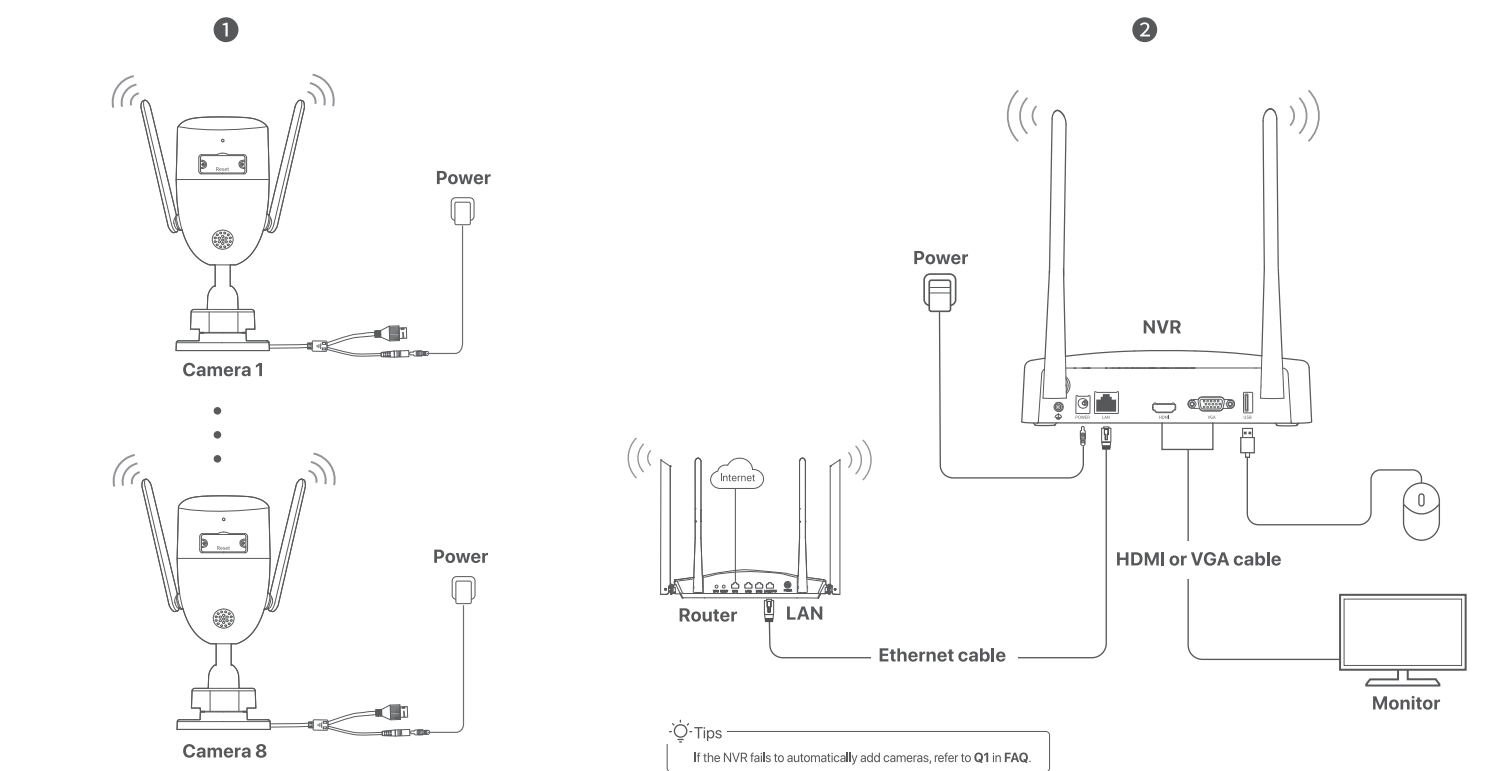 1
Reset
Power
Camera 1
Reset
Power
Camera 8
2
Power
NVR
POWER LAN HDMI VGA USB
Internet
Router LAN
HDMI or VGA cable
Ethernet cable
Monitor
Tips
If the NVR fails to automatically add cameras, refer to Q1 in FAQ.